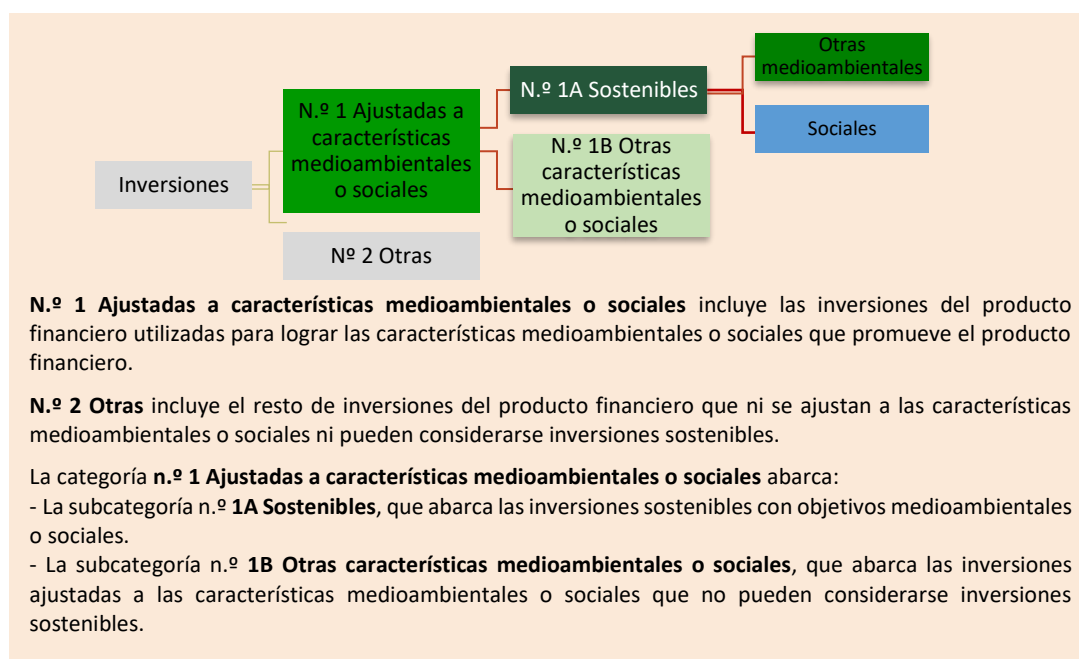 Otras
medioambientales
N.º 1A Sostenibles
N.º 1 Ajustadas a
características
medioambientales
o sociales
Sociales
N.º 1B Otras
características
medioambientales
o sociales
Inversiones
Nº 2 Otras
N.º 1 Ajustadas a características medioambientales o sociales incluye las inversiones del producto
financiero utilizadas para lograr las características medioambientales o sociales que promueve el producto
financiero.
N.º 2 Otras incluye el resto de inversiones del producto financiero que ni se ajustan a las características
medioambientales o sociales ni pueden considerarse inversiones sostenibles.
La categoría n.º 1 Ajustadas a características medioambientales o sociales abarca:
- La subcategoría n.º 1A Sostenibles, que abarca las inversiones sostenibles con objetivos medioambientales
o sociales.
- La subcategoría n.º 1B Otras características medioambientales o sociales, que abarca las inversiones
ajustadas a las características medioambientales o sociales que no pueden considerarse inversiones
sostenibles.